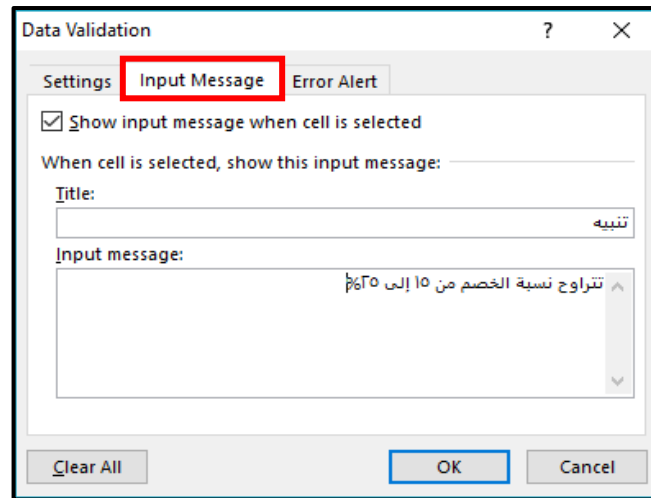 Data Validation
Settings Input Message Error Alert
Show input message when cell is selected
When cell is selected, show this input message:
Title:
تنبيه
Input message:
تتراوح نسبة الخصم من ١٥ إلى ٢٥%
Clear All OK Cancel